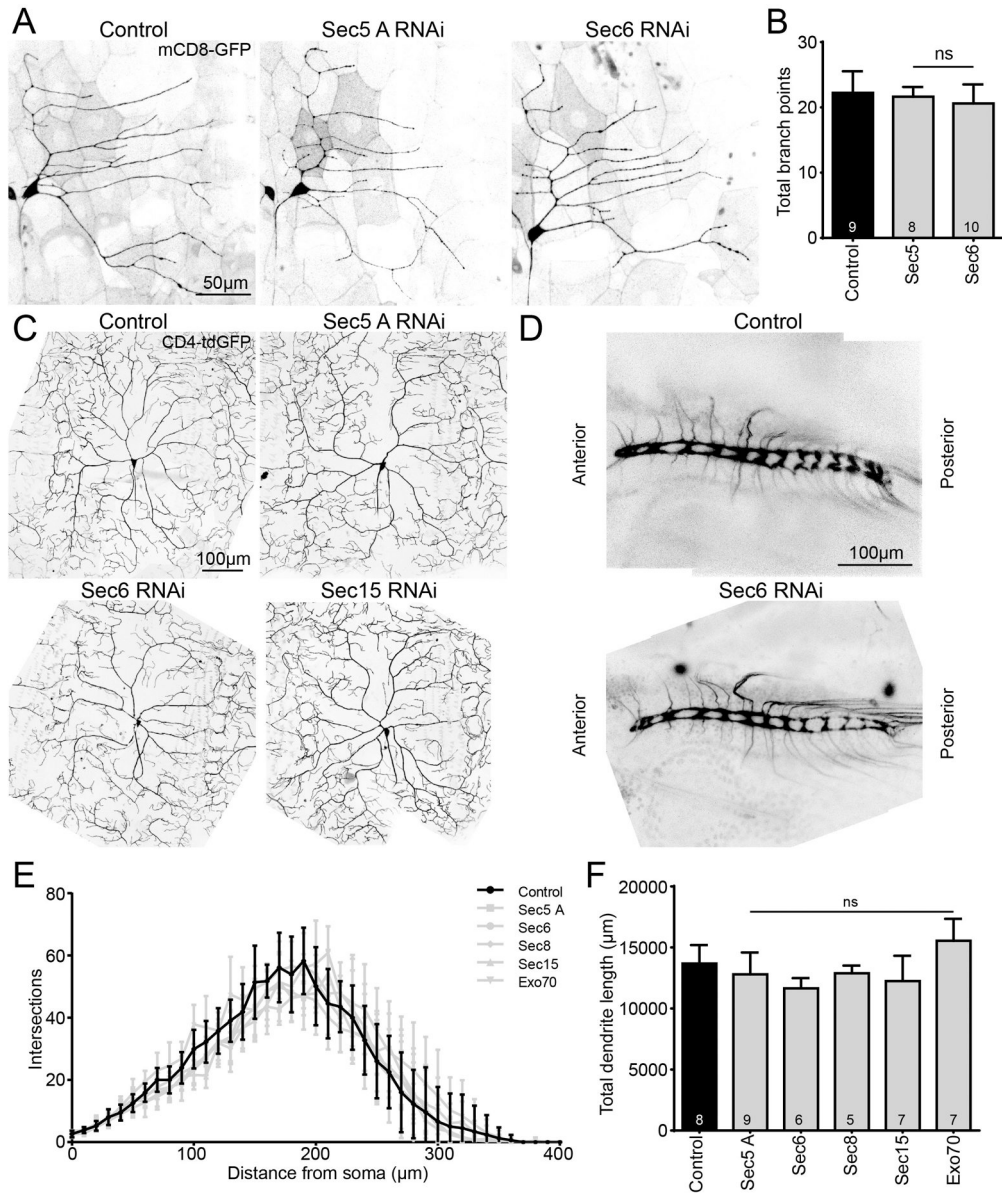 A
Control
mCD8-GFP
50µm
Sec5 A RNAi
Sec6 RNAi
B
Total branch points
30
20
10
0
ns
9
8
10
Control
Sec5
Sec6
C
Control
CD4-tdGFP
100µm
Sec5 A RNAi
Sec6 RNAi
Sec15 RNAi
D
Control
Anterior
Posterior
100µm
Sec6 RNAi
Anterior
Posterior
E
Intersections
80
60
40
20
0
0
100
200
300
400
Distance from soma (µm)
Control
Sec5 A
Sec6
Sec8
Sec15
Exo70
F
Total dendrite length (µm)
20000
15000
10000
5000
0
ns
8
9
6
5
7
7
Control
Sec5 A
Sec6
Sec8
Sec15
Exo70